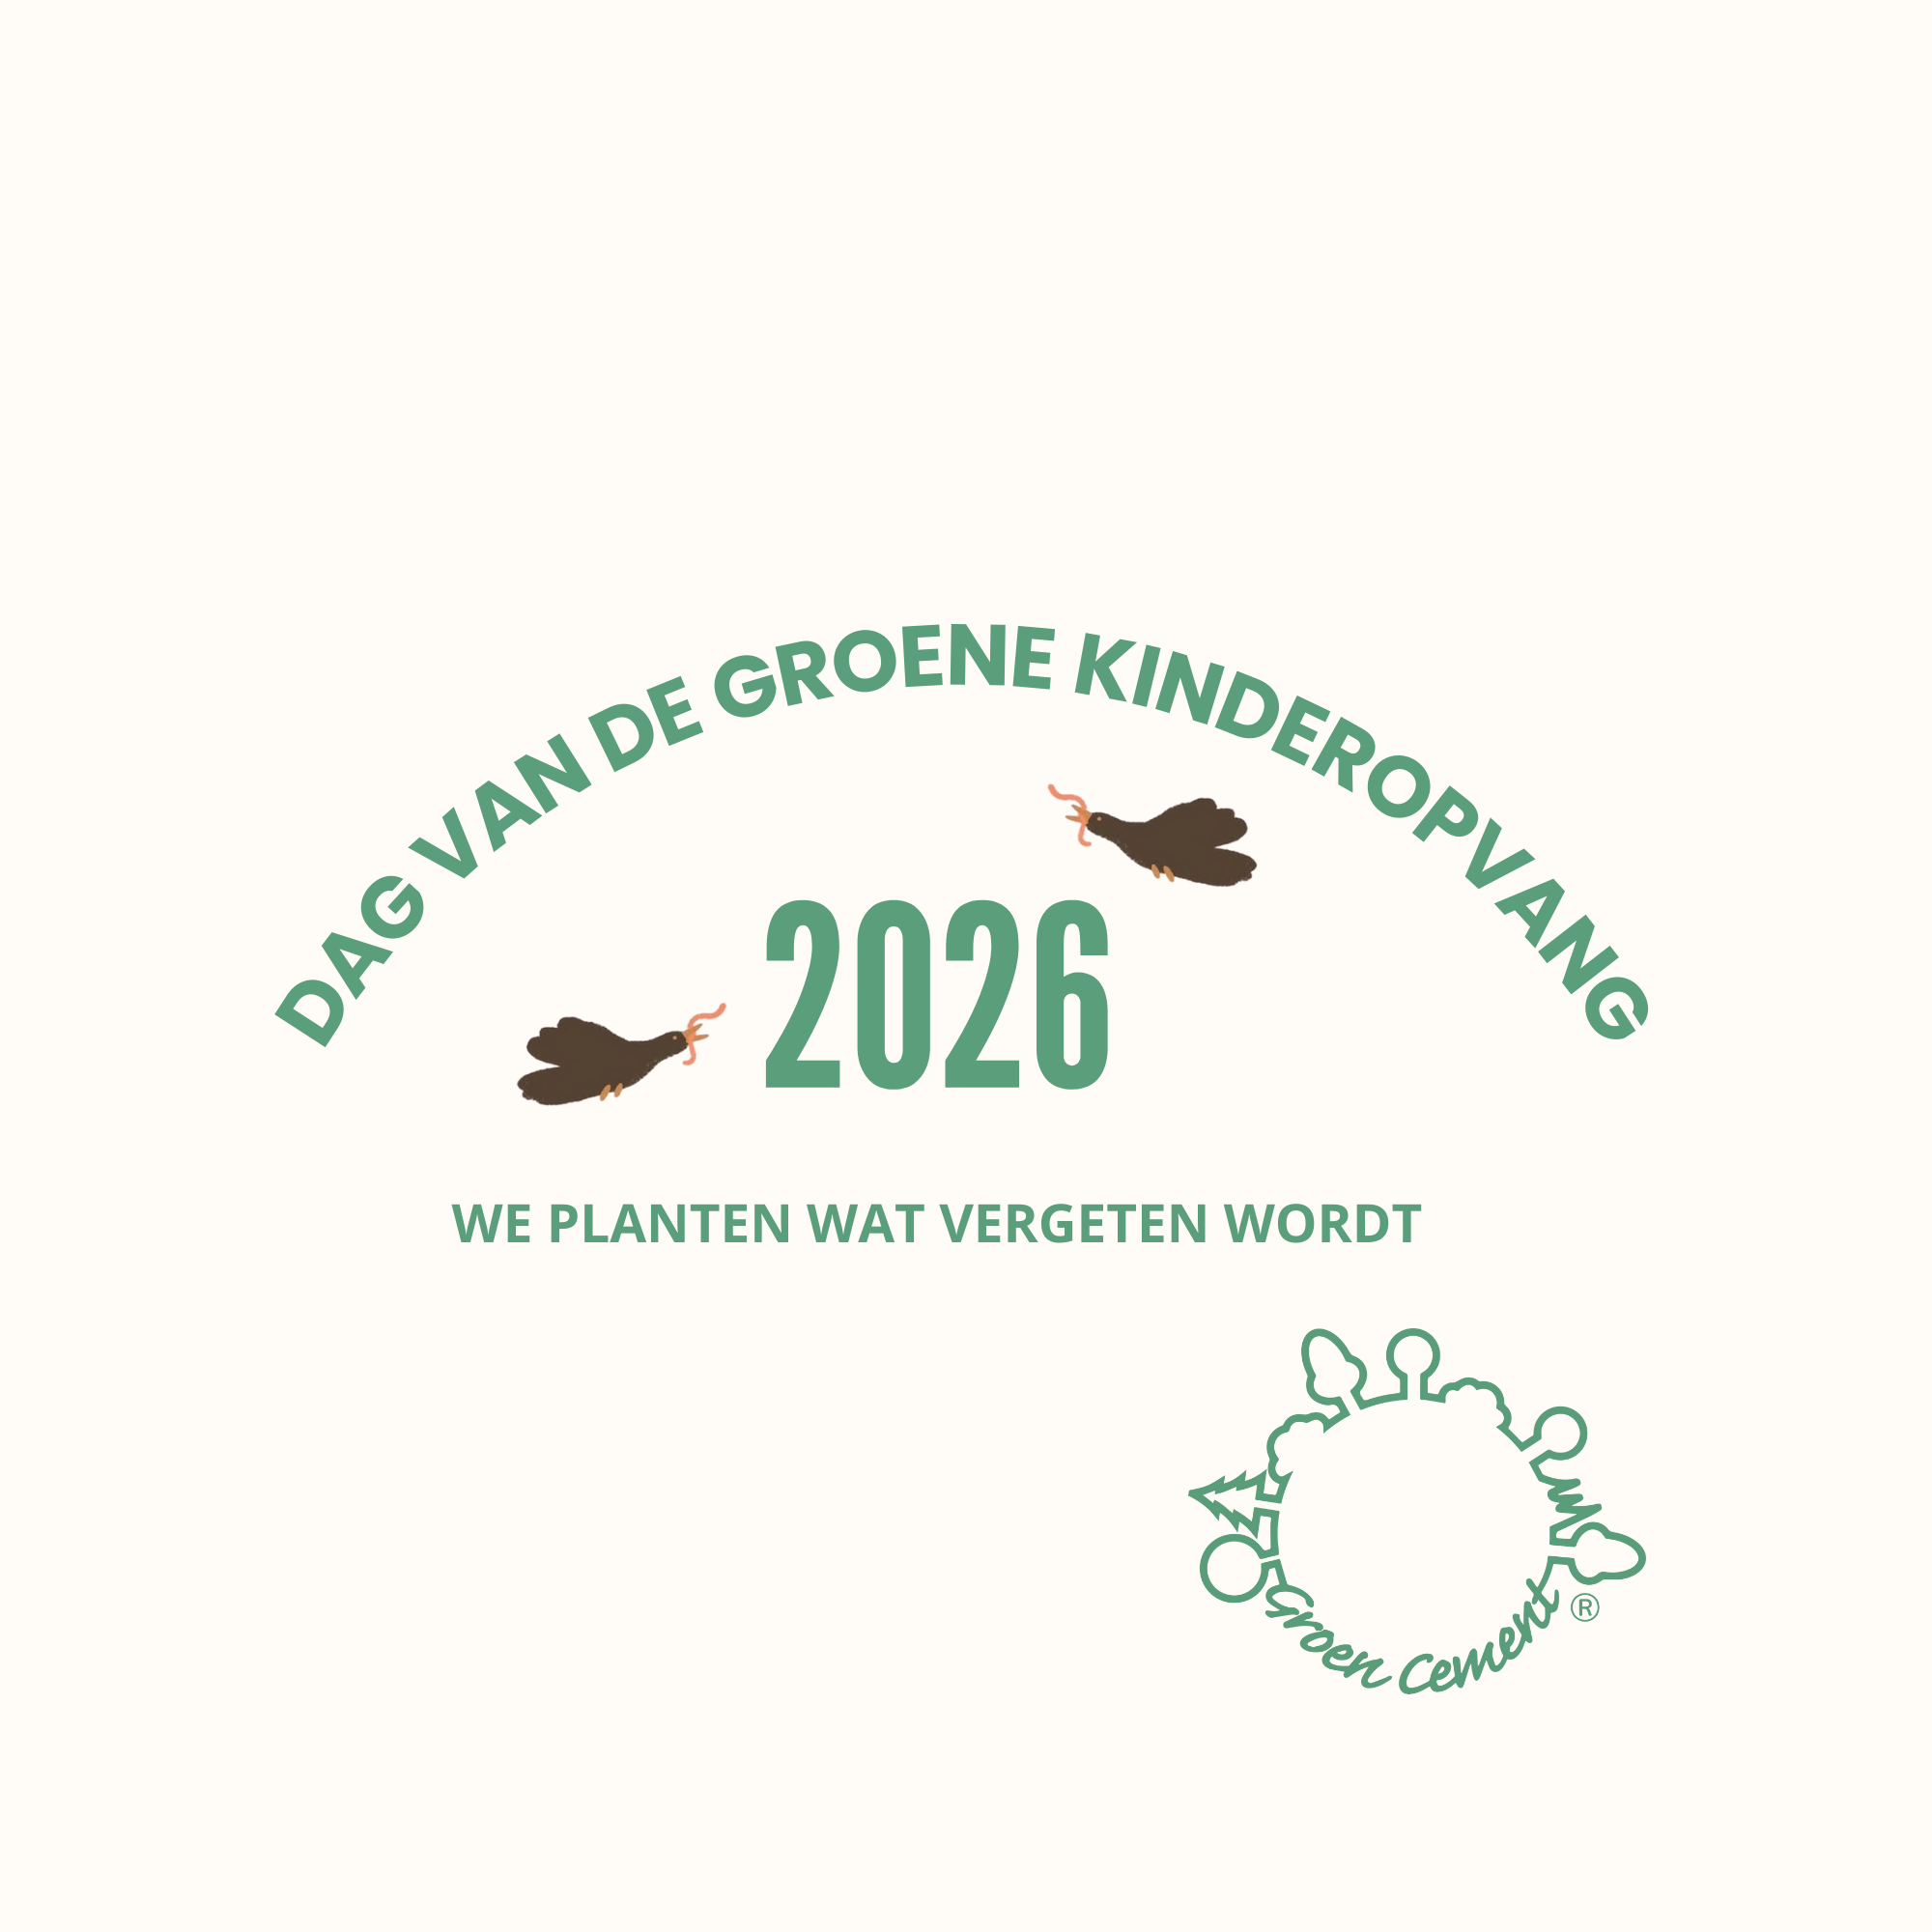 DAG VAN DE GROENE KINDEROPVANG
2026
WE PLANTEN WAT VERGETEN WORDT
Groen Cement
®